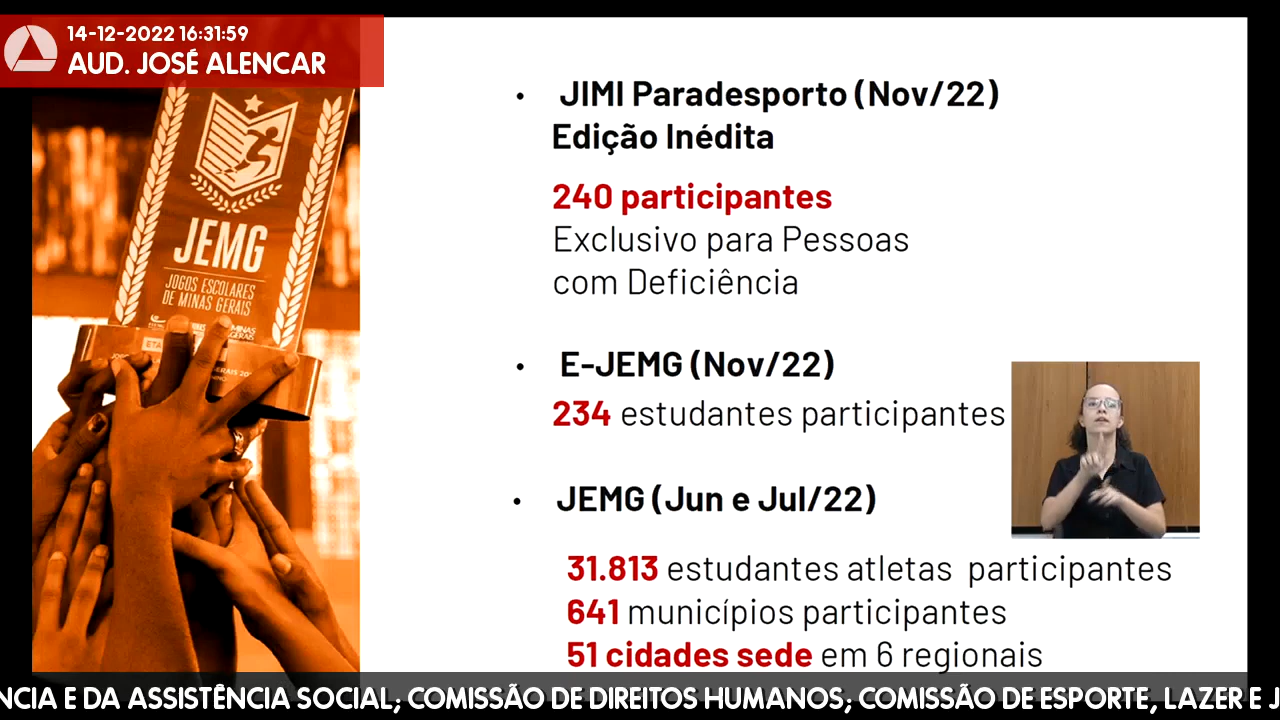 14-12-2022 16:31:59
AUD. JOSÉ ALENCAR
JEMG
JOGOS ESCOLARES
DE MINAS GERAIS
• JIMI Paradesporto (Nov/22)
Edição Inédita
240 participantes
Exclusivo para Pessoas
com Deficiência
• E-JEMG (Nov/22)
234 estudantes participantes
• JEMG (Jun e Jul/22)
31.813 estudantes atletas participantes
641 municípios participantes
51 cidades sede em 6 regionais
NCIA E DA ASSISTÊNCIA SOCIAL; COMISSÃO DE DIREITOS HUMANOS; COMISSÃO DE ESPORTE, LAZER E J